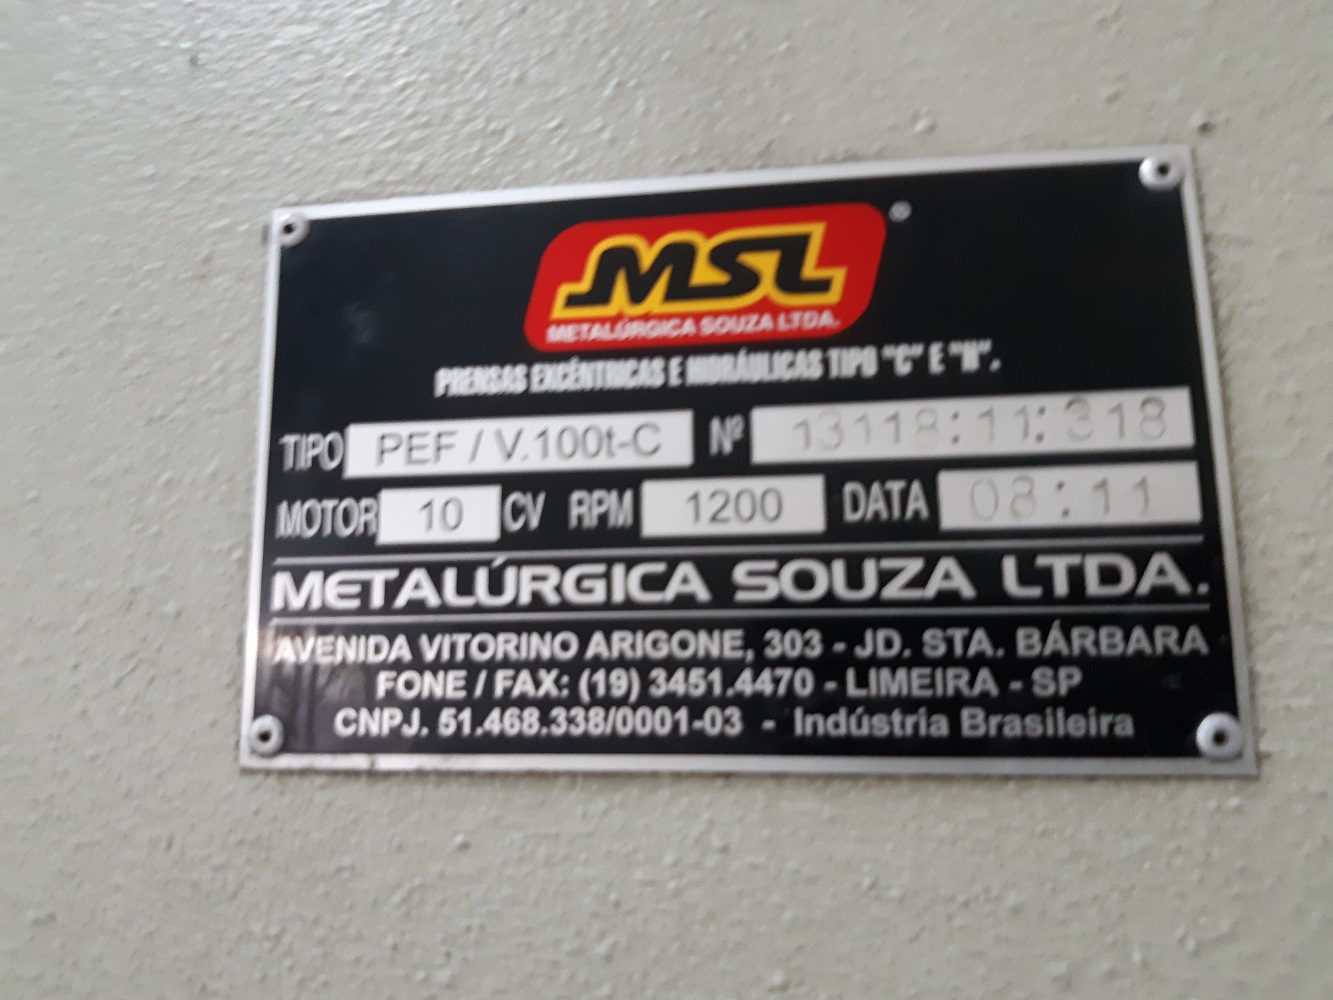 MSL ®
METALÚRGICA SOUZA LTDA.
PRENSAS EXCÊNTRICAS E HIDRÁULICAS TIPO "C" E "H".
TIPO PEF / V.100t-C Nº 13118:11:318
MOTOR 10 CV RPM 1200 DATA 08:11
METALÚRGICA SOUZA LTDA.
AVENIDA VITORINO ARIGONE, 303 - JD. STA. BÁRBARA
FONE / FAX: (19) 3451.4470 - LIMEIRA - SP
CNPJ. 51.468.338/0001-03 - Indústria Brasileira